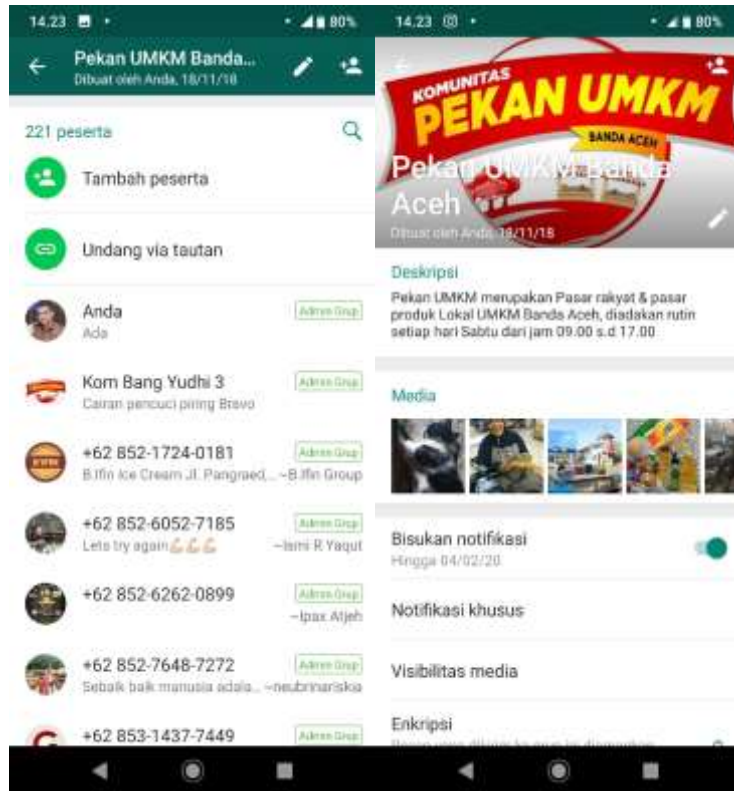 14.23
80%
Pekan UMKM Banda...
Dibuat oleh Anda, 18/11/18
221 peserta
Tambah peserta
Undang via tautan
Anda
Admin Grup
Ada
Kom Bang Yudhi 3
Admin Grup
Cairan pencuci piring Bravo
+62 852-1724-0181
Admin Grup
B.Ifin Ice Cream Jl. Pangraed,... ~B.Ifin Group
+62 852-6052-7185
Admin Grup
Lets try again💪💪💪 ~Ismi R Yaqut
+62 852-6262-0899
Admin Grup
~Ipax Atjeh
+62 852-7648-7272
Admin Grup
Sebaik baik manusia adala... ~neubrinariskia
+62 853-1437-7449
Admin Grup
14.23
80%
KOMUNITAS
PEKAN UMKM
BANDA ACEH
Pekan UMKM Banda
Aceh
Dibuat oleh Anda, 18/11/18
Deskripsi
Pekan UMKM merupakan Pasar rakyat & pasar
produk Lokal UMKM Banda Aceh, diadakan rutin
setiap hari Sabtu dari jam 09.00 s.d 17.00
Media
Bisukan notifikasi
Hingga 04/02/20
Notifikasi khusus
Visibilitas media
Enkripsi